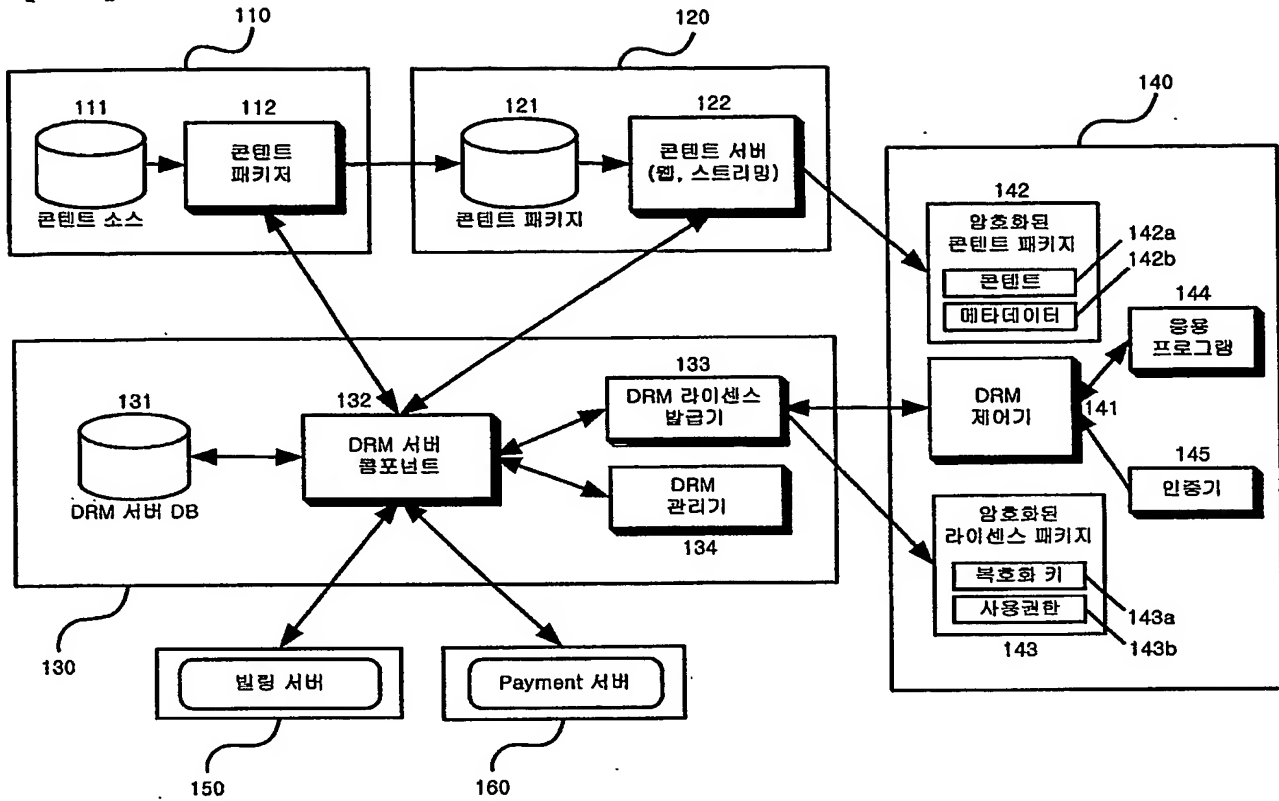 110
120
111
112
콘텐트
패키저
콘텐트 소스
121
콘텐트 패키지
122
콘텐트 서버
(웹, 스트리밍)
140
142
암호화된
콘텐트 패키지
142a
142b
콘텐트
메타데이터
144
응용
프로그램
DRM
제어기
141
145
인증기
암호화된
라이센스 패키지
복호화 키
사용권한
143a
143b
143
131
DRM 서버 DB
132
DRM 서버
콤포넌트
133
DRM 라이센스
발급기
DRM
관리기
134
130
빌링 서버
150
Payment 서버
160